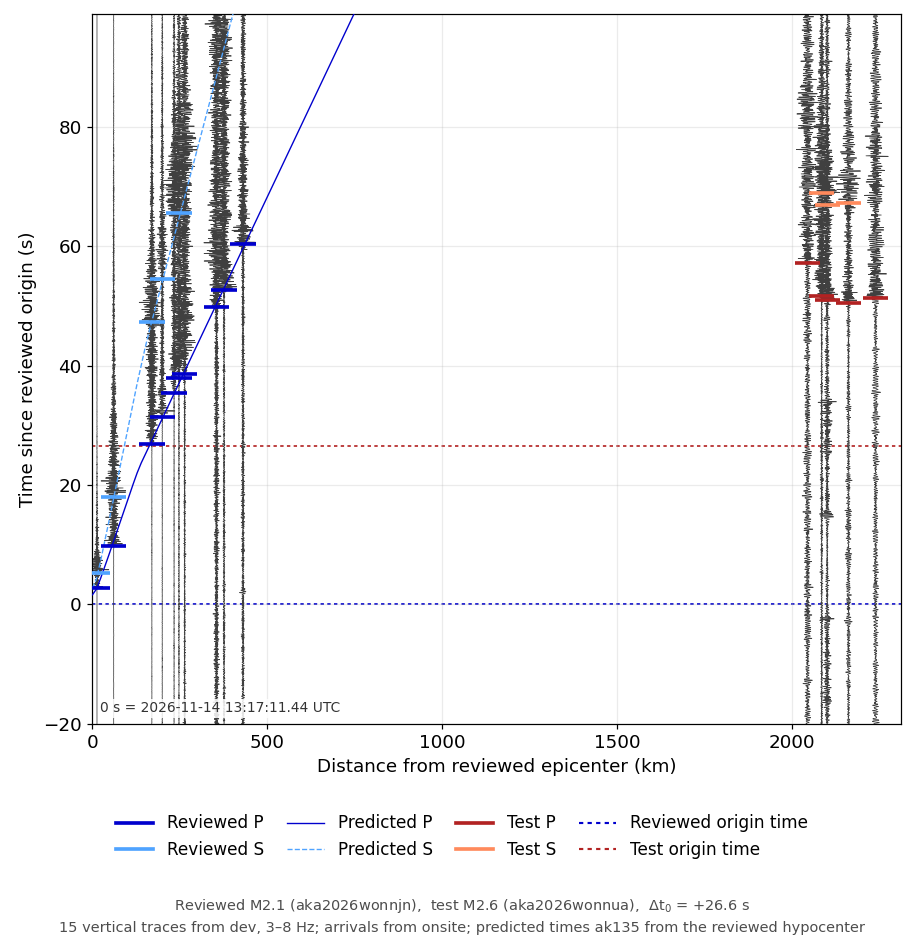 80
60
40
20
0
−20
Time since reviewed origin (s)
0 s = 2026-11-14 13:17:11.44 UTC
0 500 1000 1500 2000
Distance from reviewed epicenter (km)
Reviewed P Predicted P Test P Reviewed origin time
Reviewed S Predicted S Test S Test origin time
Reviewed M2.1 (aka2026wonnjn), test M2.6 (aka2026wonnua), Δt₀ = +26.6 s
15 vertical traces from dev, 3–8 Hz; arrivals from onsite; predicted times ak135 from the reviewed hypocenter